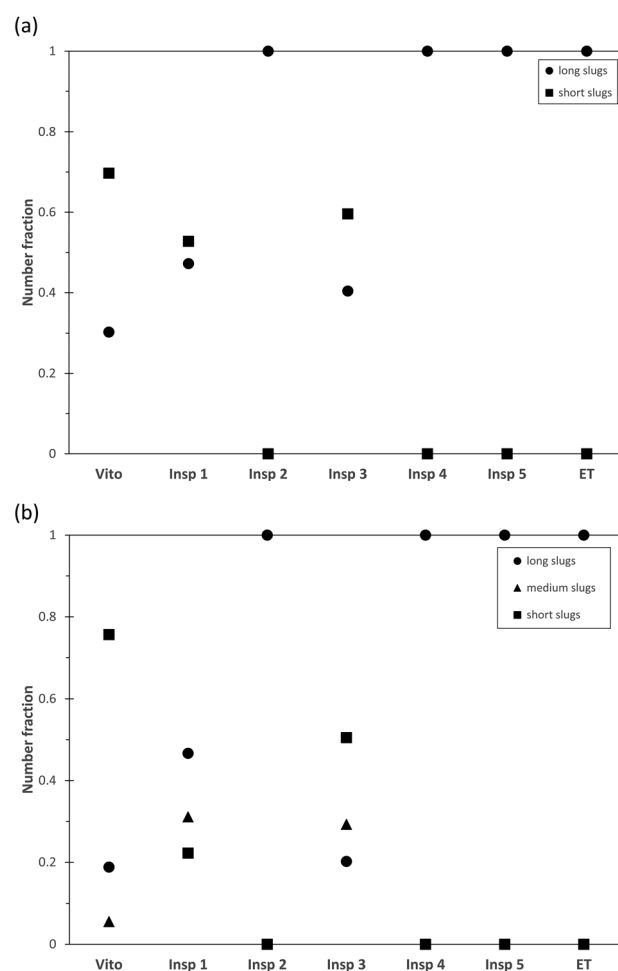 (a)
1
0.8
0.6
0.4
0.2
0
Number fraction
long slugs
short slugs
Vito Insp 1 Insp 2 Insp 3 Insp 4 Insp 5 ET
(b)
1
0.8
0.6
0.4
0.2
0
Number fraction
long slugs
medium slugs
short slugs
Vito Insp 1 Insp 2 Insp 3 Insp 4 Insp 5 ET